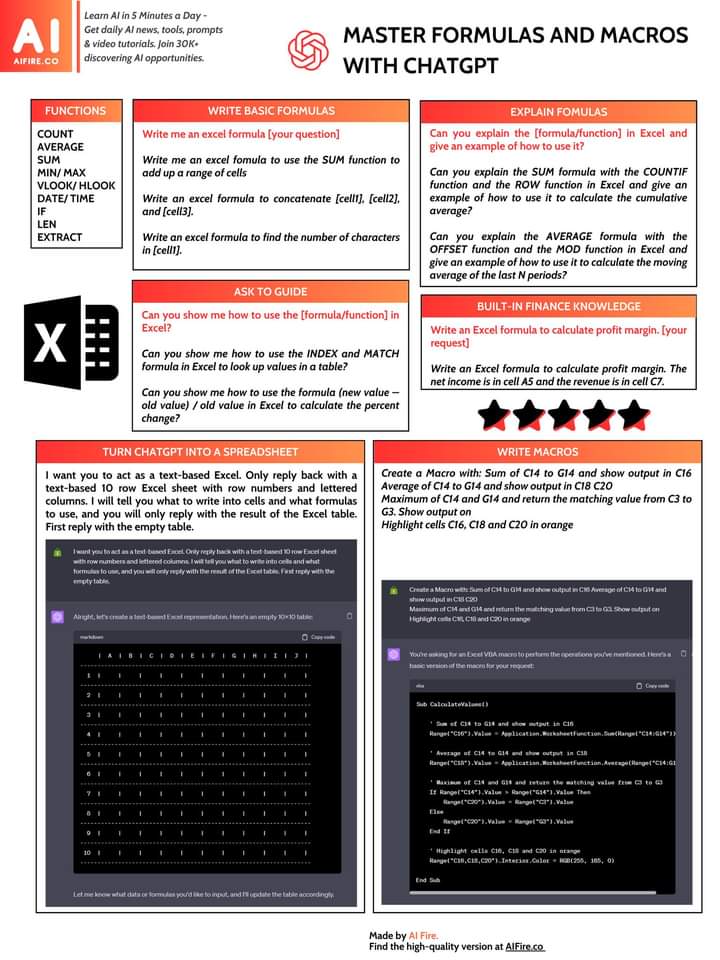 AI
AIFIRE.CO
Learn AI in 5 Minutes a Day -
Get daily AI news, tools, prompts
& video tutorials. Join 30K+
discovering AI opportunities.
MASTER FORMULAS AND MACROS
WITH CHATGPT
FUNCTIONS
COUNT
AVERAGE
SUM
MIN/ MAX
VLOOK/ HLOOK
DATE/ TIME
IF
LEN
EXTRACT
WRITE BASIC FORMULAS
Write me an excel formula [your question]
Write me an excel fomula to use the SUM function to
add up a range of cells
Write an excel formula to concatenate [cell1], [cell2],
and [cell3].
Write an excel formula to find the number of characters
in [cell1].
EXPLAIN FOMULAS
Can you explain the [formula/function] in Excel and
give an example of how to use it?
Can you explain the SUM formula with the COUNTIF
function and the ROW function in Excel and give an
example of how to use it to calculate the cumulative
average?
Can you explain the AVERAGE formula with the
OFFSET function and the MOD function in Excel and
give an example of how to use it to calculate the moving
average of the last N periods?
X
ASK TO GUIDE
Can you show me how to use the [formula/function] in
Excel?
Can you show me how to use the INDEX and MATCH
formula in Excel to look up values in a table?
Can you show me how to use the formula (new value –
old value) / old value in Excel to calculate the percent
change?
BUILT-IN FINANCE KNOWLEDGE
Write an Excel formula to calculate profit margin. [your
request]
Write an Excel formula to calculate profit margin. The
net income is in cell A5 and the revenue is in cell C7.
TURN CHATGPT INTO A SPREADSHEET
I want you to act as a text-based Excel. Only reply back with a
text-based 10 row Excel sheet with row numbers and lettered
columns. I will tell you what to write into cells and what formulas
to use, and you will only reply with the result of the Excel table.
First reply with the empty table.
I want you to act as a text-based Excel. Only reply back with a text-based 10 row Excel sheet
with row numbers and lettered columns. I will tell you what to write into cells and what
formulas to use, and you will only reply with the result of the Excel table. First reply with the
empty table.
Alright, let's create a text-based Excel representation. Here's an empty 10×10 table:
markdown
Copy code
| A | B | C | D | E | F | G | H | I | J |
1 | | | | | | | | | | |
2 | | | | | | | | | | |
3 | | | | | | | | | | |
4 | | | | | | | | | | |
5 | | | | | | | | | | |
6 | | | | | | | | | | |
7 | | | | | | | | | | |
8 | | | | | | | | | | |
9 | | | | | | | | | | |
10 | | | | | | | | | | |
Let me know what data or formulas you'd like to input, and I'll update the table accordingly.
WRITE MACROS
Create a Macro with: Sum of C14 to G14 and show output in C16
Average of C14 to G14 and show output in C18 C20
Maximum of C14 and G14 and return the matching value from C3 to
G3. Show output on
Highlight cells C16, C18 and C20 in orange
Create a Macro with: Sum of C14 to G14 and show output in C16 Average of C14 to G14 and
show output in C18 C20
Maximum of C14 and G14 and return the matching value from C3 to G3. Show output on
Highlight cells C16, C18 and C20 in orange
You're asking for an Excel VBA macro to perform the operations you've mentioned. Here's a
basic version of the macro for your request:
vba
Copy code
Sub CalculateValues()
' Sum of C14 to G14 and show output in C16
Range("C16").Value = Application.WorksheetFunction.Sum(Range("C14:G14"))
' Average of C14 to G14 and show output in C18
Range("C18").Value = Application.WorksheetFunction.Average(Range("C14:G1
' Maximum of C14 and G14 and return the matching value from C3 to G3
If Range("C14").Value > Range("G14").Value Then
Range("C20").Value = Range("C3").Value
Else
Range("C20").Value = Range("G3").Value
End If
' Highlight cells C16, C18 and C20 in orange
Range("C16,C18,C20").Interior.Color = RGB(255, 165, 0)
End Sub
Made by AI Fire.
Find the high-quality version at AIFire.co